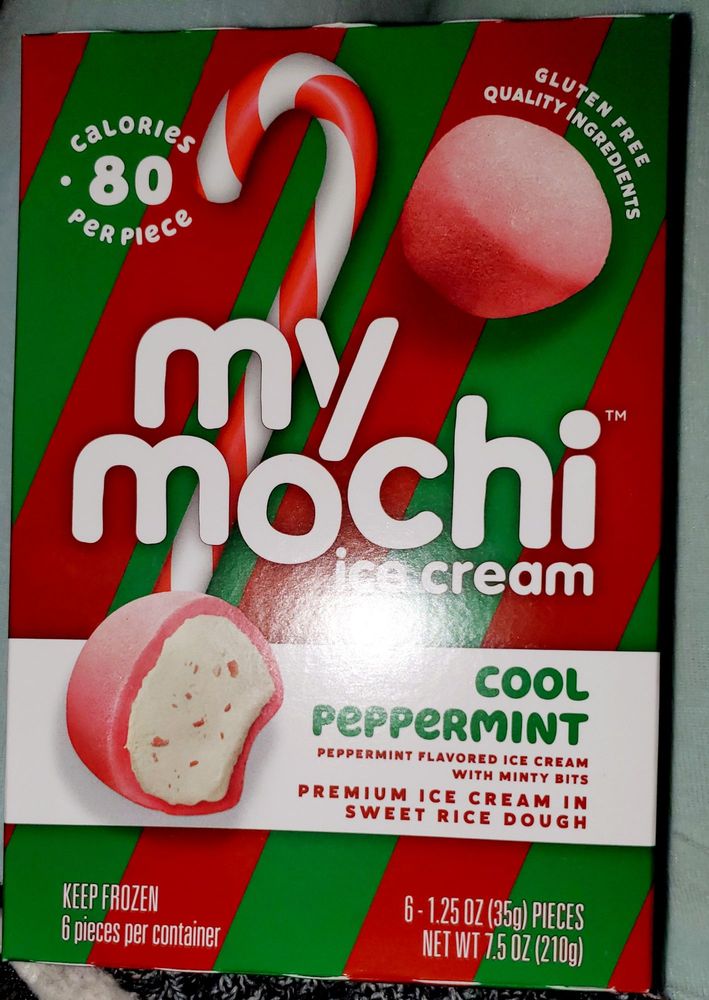 CALORIES
80
PER PIECE
GLUTEN FREE
QUALITY INGREDIENTS
my
mochi™
ice cream
COOL
PEPPERMINT
PEPPERMINT FLAVORED ICE CREAM
WITH MINTY BITS
PREMIUM ICE CREAM IN
SWEET RICE DOUGH
KEEP FROZEN
6 pieces per container
6 - 1.25 OZ (35g) PIECES
NET WT 7.5 OZ (210g)